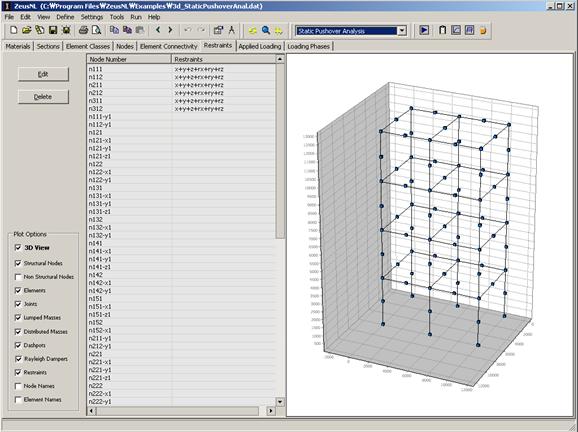 ZeusNL (C:\Program Files\ZeusNL\Examples\3d_StaticPushoverAnal.dat)
File Edit View Define Settings Tools Run Help
Static Pushover Analysis
Materials Sections Element Classes Nodes Element Connectivity Restraints Applied Loading Loading Phases
Edit
Delete
Node Number Restraints
n111 x+y+z+rx+ry+rz
n112 x+y+z+rx+ry+rz
n211 x+y+z+rx+ry+rz
n212 x+y+z+rx+ry+rz
n311 x+y+z+rx+ry+rz
n312 x+y+z+rx+ry+rz
n111-y1
n112-y1
n121
n121-x1
n121-y1
n121-z1
n122
n122-x1
n122-y1
n131
n131-x1
n131-y1
n131-z1
n132
n132-x1
n132-y1
n141
n141-x1
n141-y1
n141-z1
n142
n142-x1
n142-y1
n151
n151-x1
n151-z1
n152
n152-x1
n211-y1
n212-y1
n221
n221-x1
n221-y1
n221-z1
n222
n222-x1
n222-y1
Plot Options
3D View
Structural Nodes
Non Structural Nodes
Elements
Joints
Lumped Masses
Distributed Masses
Dashpots
Rayleigh Dampers
Restraints
Node Names
Element Names